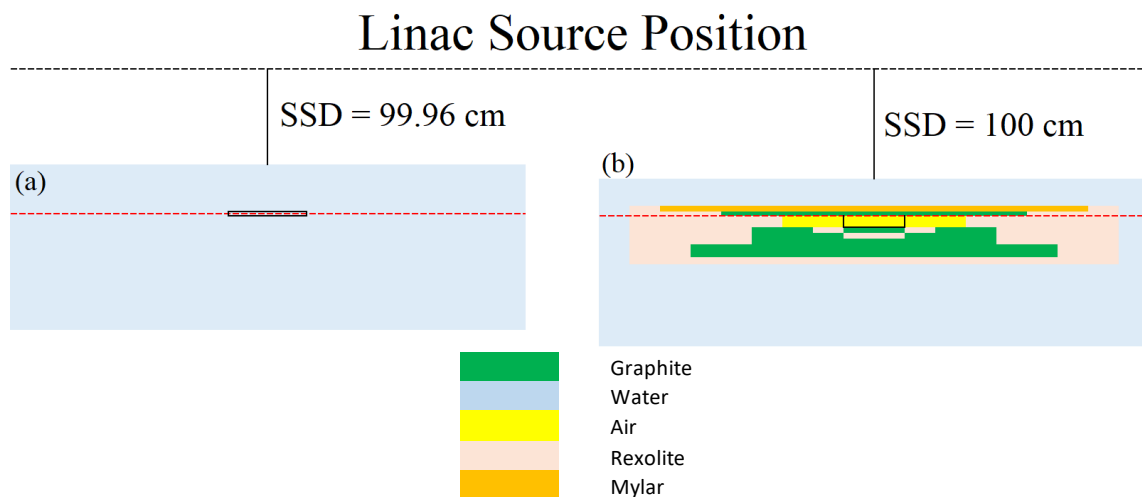 Linac Source Position
SSD = 99.96 cm
SSD = 100 cm
(a)
(b)
Graphite
Water
Air
Rexolite
Mylar